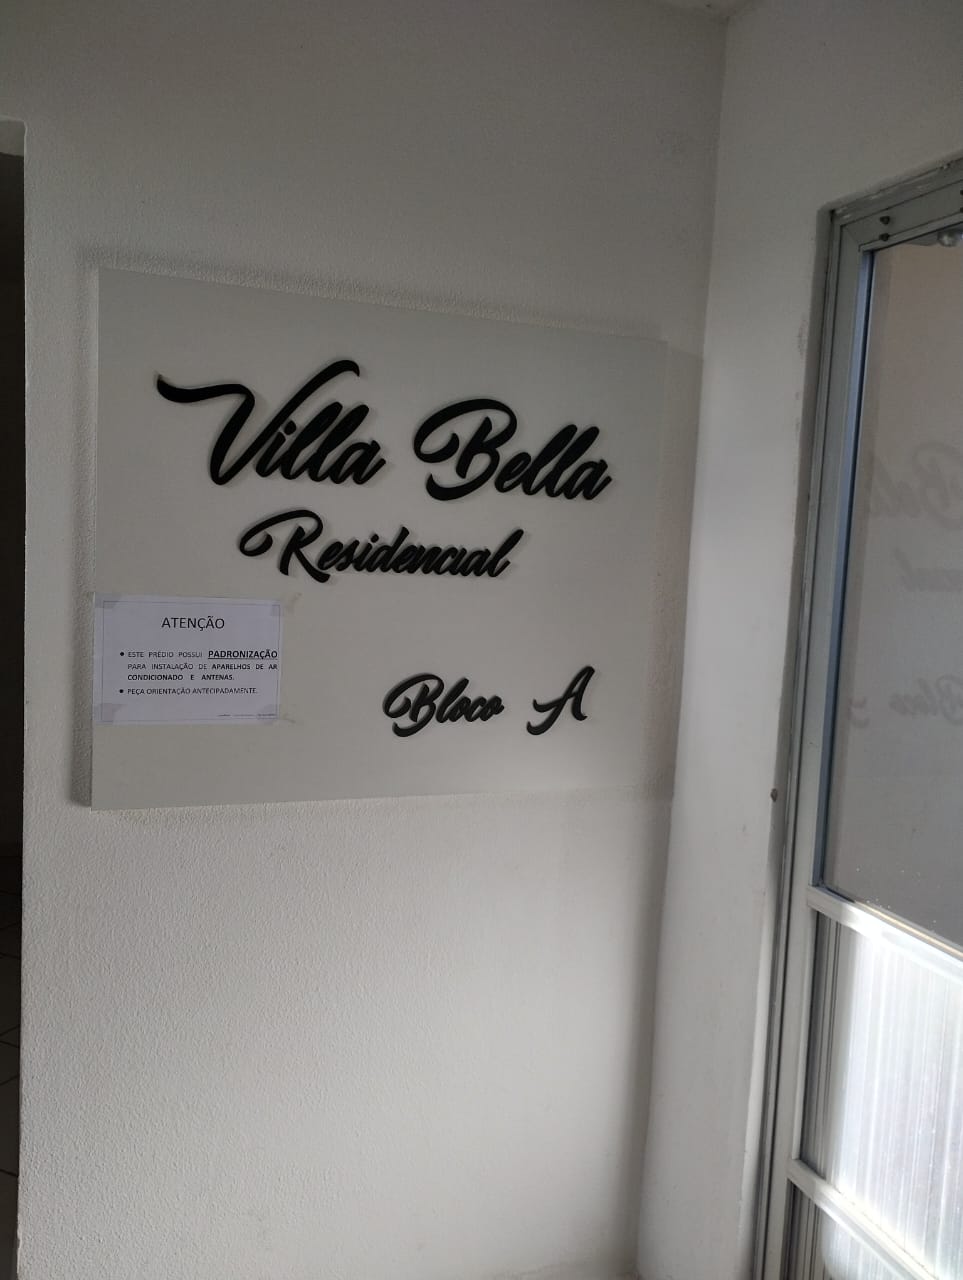 Villa Bella
Residencial
ATENÇÃO
• ESTE PRÉDIO POSSUI PADRONIZAÇÃO
PARA INSTALAÇÃO DE APARELHOS DE AR
CONDICIONADO E ANTENAS.
• PEÇA ORIENTAÇÃO ANTECIPADAMENTE.
Bloco A